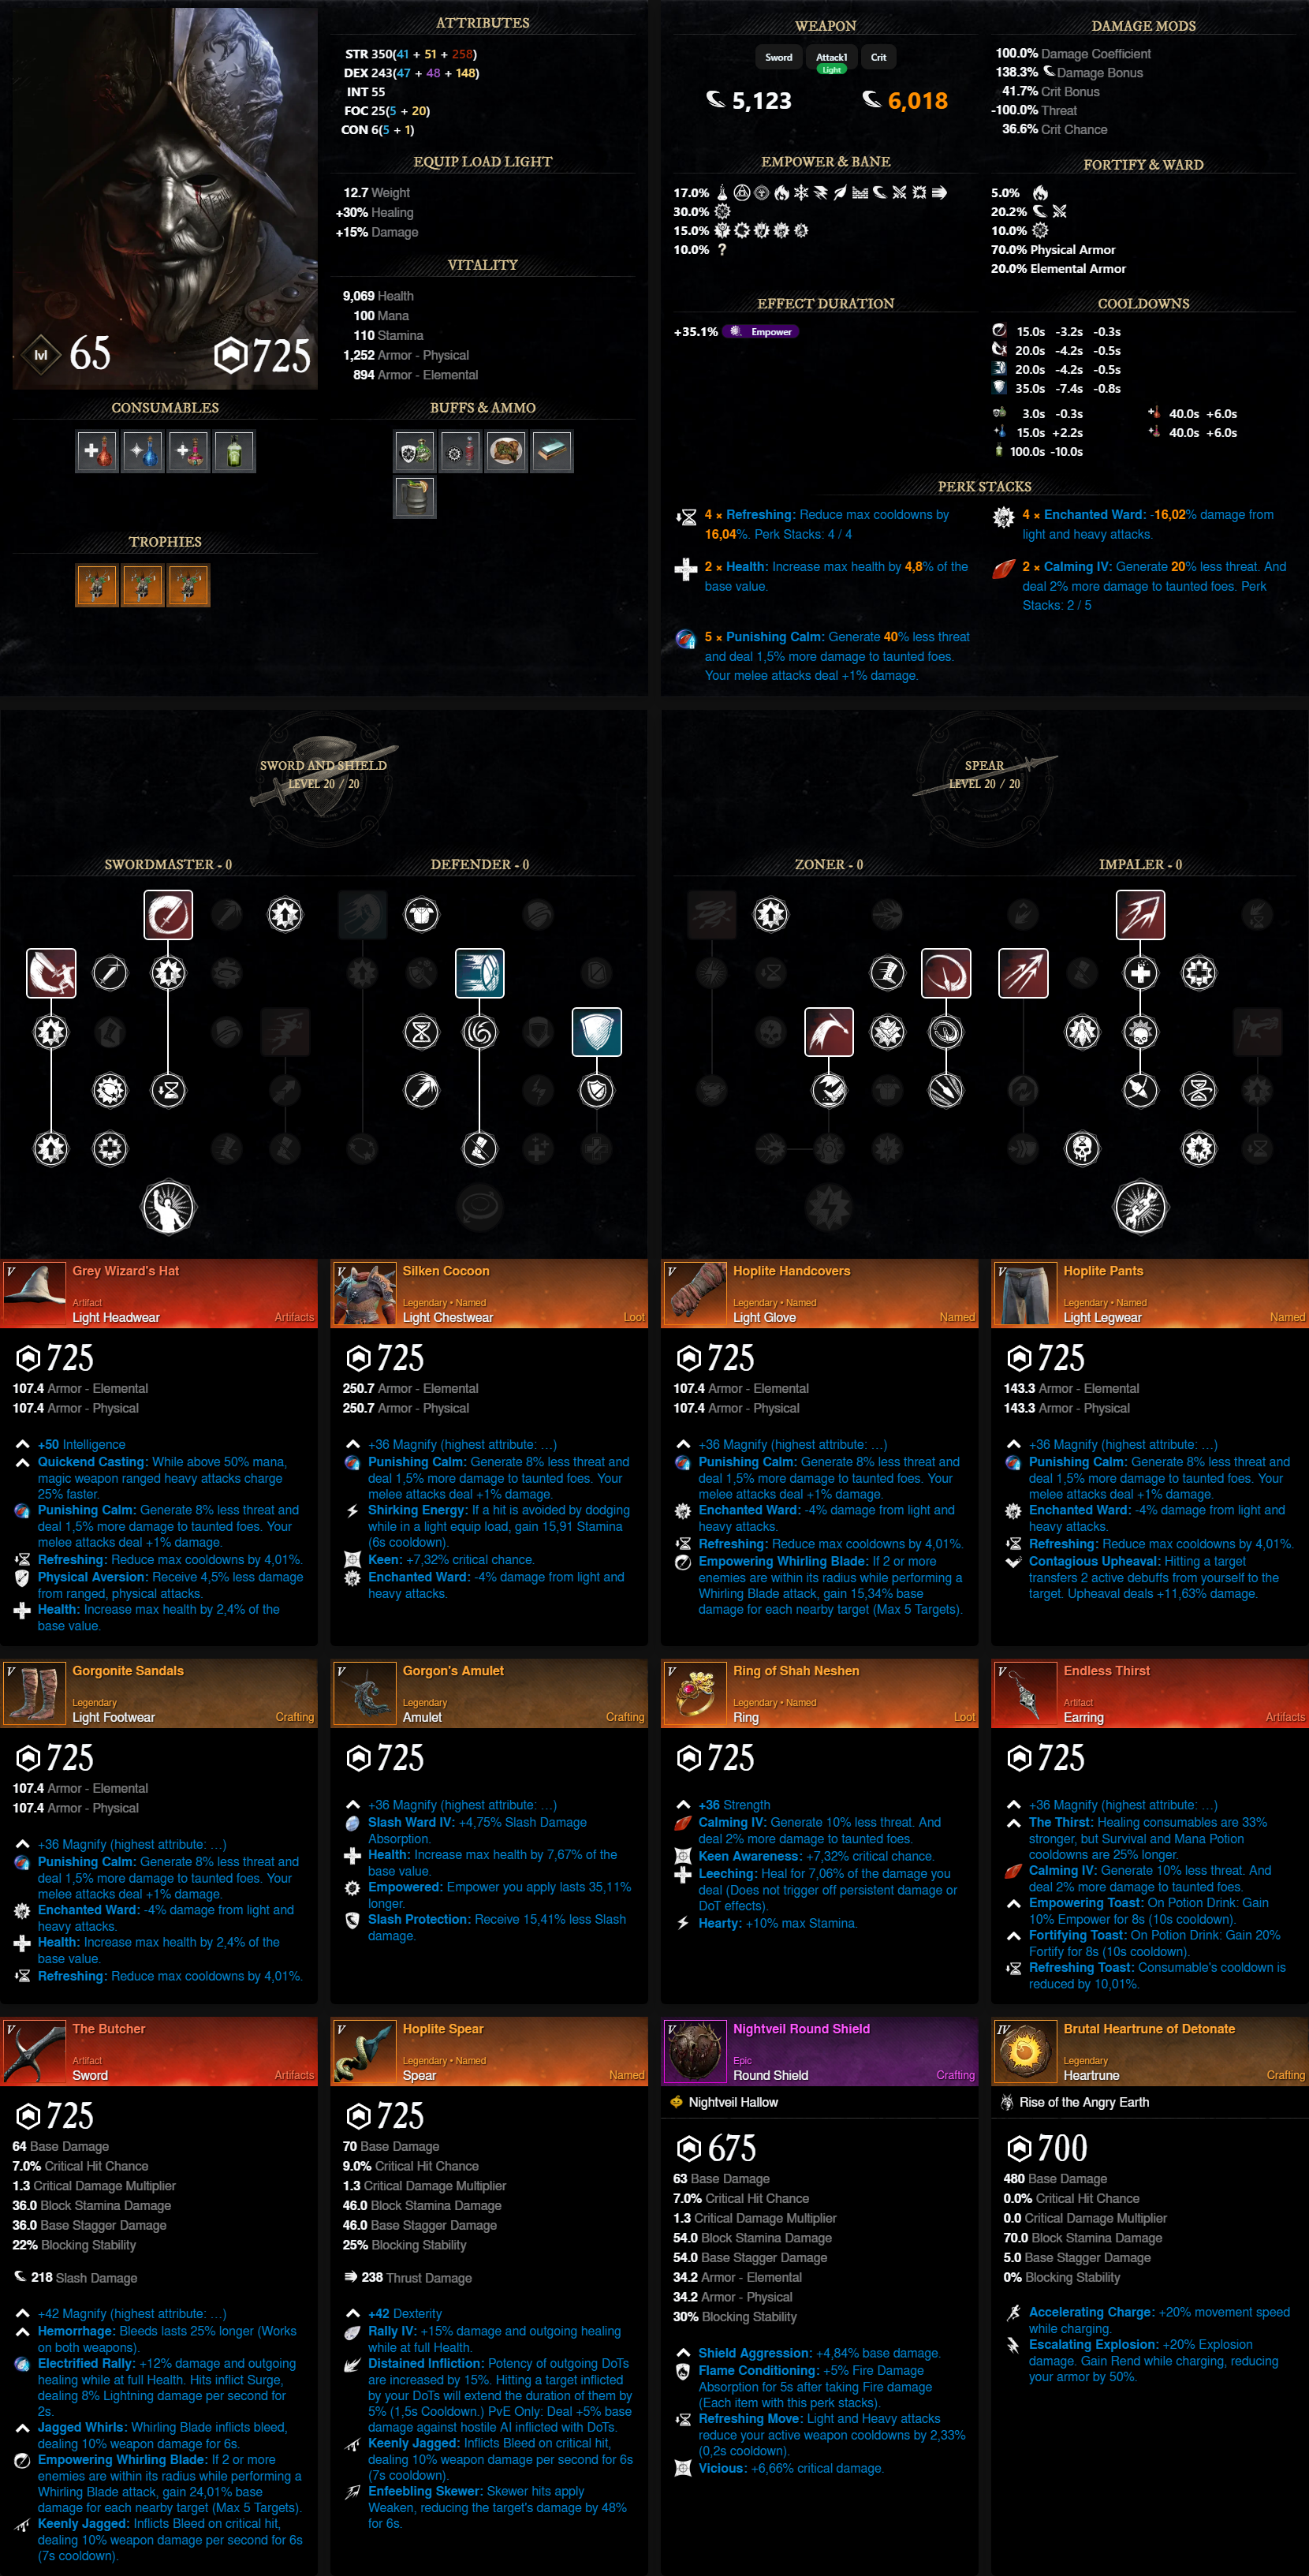 ATTRIBUTES
STR 350(41 + 51 + 258)
DEX 243(47 + 48 + 148)
INT 55
FOC 25(5 + 20)
CON 6(5 + 1)
EQUIP LOAD LIGHT
12.7 Weight
+30% Healing
+15% Damage
VITALITY
9,069 Health
100 Mana
110 Stamina
1,252 Armor - Physical
894 Armor - Elemental
lvl 65
725
CONSUMABLES
BUFFS & AMMO
TROPHIES
WEAPON
Sword Attack1 Crit
Light
5,123 6,018
DAMAGE MODS
100.0% Damage Coefficient
138.3% Damage Bonus
41.7% Crit Bonus
-100.0% Threat
36.6% Crit Chance
EMPOWER & BANE
17.0%
30.0%
15.0%
10.0% ?
FORTIFY & WARD
5.0%
20.2%
10.0%
70.0% Physical Armor
20.0% Elemental Armor
EFFECT DURATION
+35.1% Empower
COOLDOWNS
15.0s -3.2s -0.3s
20.0s -4.2s -0.5s
20.0s -4.2s -0.5s
35.0s -7.4s -0.8s
3.0s -0.3s 40.0s +6.0s
15.0s +2.2s 40.0s +6.0s
100.0s -10.0s
PERK STACKS
4 × Refreshing: Reduce max cooldowns by
16,04%. Perk Stacks: 4 / 4
4 × Enchanted Ward: -16,02% damage from
light and heavy attacks.
2 × Health: Increase max health by 4,8% of the
base value.
2 × Calming IV: Generate 20% less threat. And
deal 2% more damage to taunted foes. Perk
Stacks: 2 / 5
5 × Punishing Calm: Generate 40% less threat
and deal 1,5% more damage to taunted foes.
Your melee attacks deal +1% damage.
SWORD AND SHIELD
LEVEL 20 / 20
SWORDMASTER - 0 DEFENDER - 0
SPEAR
LEVEL 20 / 20
ZONER - 0 IMPALER - 0
V
Grey Wizard's Hat
Artifact
Light Headwear Artifacts
725
107.4 Armor - Elemental
107.4 Armor - Physical
+50 Intelligence
Quickend Casting: While above 50% mana,
magic weapon ranged heavy attacks charge
25% faster.
Punishing Calm: Generate 8% less threat and
deal 1,5% more damage to taunted foes. Your
melee attacks deal +1% damage.
Refreshing: Reduce max cooldowns by 4,01%.
Physical Aversion: Receive 4,5% less damage
from ranged, physical attacks.
Health: Increase max health by 2,4% of the
base value.
V
Silken Cocoon
Legendary • Named
Light Chestwear Loot
725
250.7 Armor - Elemental
250.7 Armor - Physical
+36 Magnify (highest attribute: …)
Punishing Calm: Generate 8% less threat and
deal 1,5% more damage to taunted foes. Your
melee attacks deal +1% damage.
Shirking Energy: If a hit is avoided by dodging
while in a light equip load, gain 15,91 Stamina
(6s cooldown).
Keen: +7,32% critical chance.
Enchanted Ward: -4% damage from light and
heavy attacks.
V
Hoplite Handcovers
Legendary • Named
Light Glove Named
725
107.4 Armor - Elemental
107.4 Armor - Physical
+36 Magnify (highest attribute: …)
Punishing Calm: Generate 8% less threat and
deal 1,5% more damage to taunted foes. Your
melee attacks deal +1% damage.
Enchanted Ward: -4% damage from light and
heavy attacks.
Refreshing: Reduce max cooldowns by 4,01%.
Empowering Whirling Blade: If 2 or more
enemies are within its radius while performing a
Whirling Blade attack, gain 15,34% base
damage for each nearby target (Max 5 Targets).
V
Hoplite Pants
Legendary • Named
Light Legwear Named
725
143.3 Armor - Elemental
143.3 Armor - Physical
+36 Magnify (highest attribute: …)
Punishing Calm: Generate 8% less threat and
deal 1,5% more damage to taunted foes. Your
melee attacks deal +1% damage.
Enchanted Ward: -4% damage from light and
heavy attacks.
Refreshing: Reduce max cooldowns by 4,01%.
Contagious Upheaval: Hitting a target
transfers 2 active debuffs from yourself to the
target. Upheaval deals +11,63% damage.
V
Gorgonite Sandals
Legendary
Light Footwear Crafting
725
107.4 Armor - Elemental
107.4 Armor - Physical
+36 Magnify (highest attribute: …)
Punishing Calm: Generate 8% less threat and
deal 1,5% more damage to taunted foes. Your
melee attacks deal +1% damage.
Enchanted Ward: -4% damage from light and
heavy attacks.
Health: Increase max health by 2,4% of the
base value.
Refreshing: Reduce max cooldowns by 4,01%.
V
Gorgon's Amulet
Legendary
Amulet Crafting
725
+36 Magnify (highest attribute: …)
Slash Ward IV: +4,75% Slash Damage
Absorption.
Health: Increase max health by 7,67% of the
base value.
Empowered: Empower you apply lasts 35,11%
longer.
Slash Protection: Receive 15,41% less Slash
damage.
V
Ring of Shah Neshen
Legendary • Named
Ring Loot
725
+36 Strength
Calming IV: Generate 10% less threat. And
deal 2% more damage to taunted foes.
Keen Awareness: +7,32% critical chance.
Leeching: Heal for 7,06% of the damage you
deal (Does not trigger off persistent damage or
DoT effects).
Hearty: +10% max Stamina.
V
Endless Thirst
Artifact
Earring Artifacts
725
+36 Magnify (highest attribute: …)
The Thirst: Healing consumables are 33%
stronger, but Survival and Mana Potion
cooldowns are 25% longer.
Calming IV: Generate 10% less threat. And
deal 2% more damage to taunted foes.
Empowering Toast: On Potion Drink: Gain
10% Empower for 8s (10s cooldown).
Fortifying Toast: On Potion Drink: Gain 20%
Fortify for 8s (10s cooldown).
Refreshing Toast: Consumable's cooldown is
reduced by 10,01%.
V
The Butcher
Artifact
Sword Artifacts
725
64 Base Damage
7.0% Critical Hit Chance
1.3 Critical Damage Multiplier
36.0 Block Stamina Damage
36.0 Base Stagger Damage
22% Blocking Stability
218 Slash Damage
+42 Magnify (highest attribute: …)
Hemorrhage: Bleeds lasts 25% longer (Works
on both weapons).
Electrified Rally: +12% damage and outgoing
healing while at full Health. Hits inflict Surge,
dealing 8% Lightning damage per second for
2s.
Jagged Whirls: Whirling Blade inflicts bleed,
dealing 10% weapon damage for 6s.
Empowering Whirling Blade: If 2 or more
enemies are within its radius while performing a
Whirling Blade attack, gain 24,01% base
damage for each nearby target (Max 5 Targets).
Keenly Jagged: Inflicts Bleed on critical hit,
dealing 10% weapon damage per second for 6s
(7s cooldown).
V
Hoplite Spear
Legendary • Named
Spear Named
725
70 Base Damage
9.0% Critical Hit Chance
1.3 Critical Damage Multiplier
46.0 Block Stamina Damage
46.0 Base Stagger Damage
25% Blocking Stability
238 Thrust Damage
+42 Dexterity
Rally IV: +15% damage and outgoing healing
while at full Health.
Distained Infliction: Potency of outgoing DoTs
are increased by 15%. Hitting a target inflicted
by your DoTs will extend the duration of them by
5% (1,5s Cooldown.) PvE Only: Deal +5% base
damage against hostile AI inflicted with DoTs.
Keenly Jagged: Inflicts Bleed on critical hit,
dealing 10% weapon damage per second for 6s
(7s cooldown).
Enfeebling Skewer: Skewer hits apply
Weaken, reducing the target's damage by 48%
for 6s.
V
Nightveil Round Shield
Epic
Round Shield Crafting
Nightveil Hallow
675
63 Base Damage
7.0% Critical Hit Chance
1.3 Critical Damage Multiplier
54.0 Block Stamina Damage
54.0 Base Stagger Damage
34.2 Armor - Elemental
34.2 Armor - Physical
30% Blocking Stability
Shield Aggression: +4,84% base damage.
Flame Conditioning: +5% Fire Damage
Absorption for 5s after taking Fire damage
(Each item with this perk stacks).
Refreshing Move: Light and Heavy attacks
reduce your active weapon cooldowns by 2,33%
(0,2s cooldown).
Vicious: +6,66% critical damage.
IV
Brutal Heartrune of Detonate
Legendary
Heartrune Crafting
Rise of the Angry Earth
700
480 Base Damage
0.0% Critical Hit Chance
0.0 Critical Damage Multiplier
70.0 Block Stamina Damage
5.0 Base Stagger Damage
0% Blocking Stability
Accelerating Charge: +20% movement speed
while charging.
Escalating Explosion: +20% Explosion
damage. Gain Rend while charging, reducing
your armor by 50%.